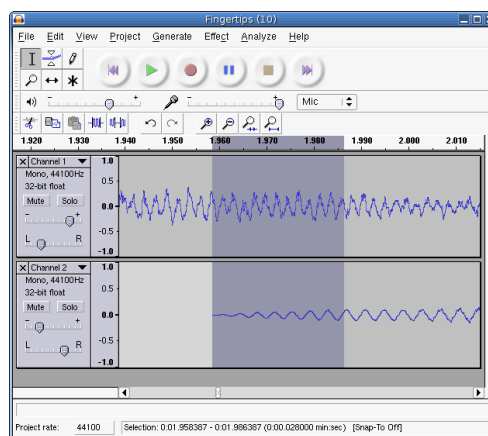 Fingertips (10)
File Edit View Project Generate Effect Analyze Help
Mic
1.920 1.930 1.940 1.950 1.960 1.970 1.980 1.990 2.000 2.010
Channel 1
Mono, 44100Hz
32-bit float
Mute Solo
- +
L R
1.0
0.5
0.0
-0.5
-1.0
Channel 2
Mono, 44100Hz
32-bit float
Mute Solo
- +
L R
1.0
0.5
0.0
-0.5
-1.0
Project rate: 44100 Selection: 0:01.958387 - 0:01.986387 (0:00.028000 min:sec) [Snap-To Off]